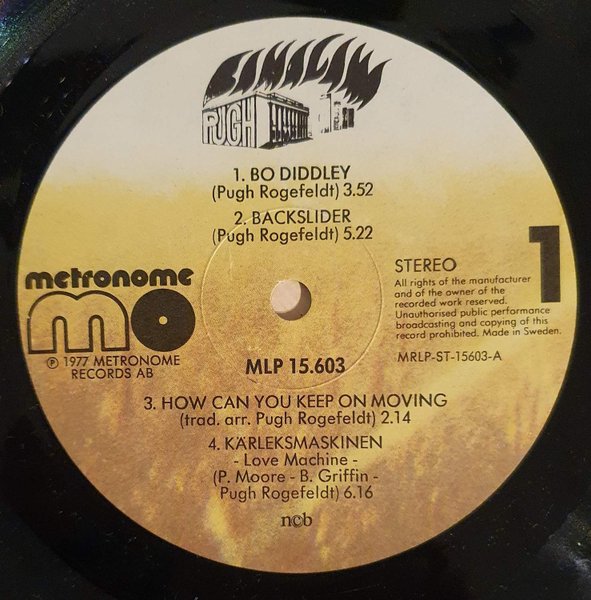 BAMALAM
PUGH
1. BO DIDDLEY
(Pugh Rogefeldt) 3.52
2. BACKSLIDER
(Pugh Rogefeldt) 5.22
metronome
mo
℗ 1977 METRONOME
RECORDS AB
STEREO
1
All rights of the manufacturer
and of the owner of the
recorded work reserved.
Unauthorised public performance
broadcasting and copying of this
record prohibited. Made in Sweden.
MLP 15.603
MRLP-ST-15603-A
3. HOW CAN YOU KEEP ON MOVING
(trad. arr. Pugh Rogefeldt) 2.14
4. KÄRLEKSMASKINEN
- Love Machine -
(P. Moore - B. Griffin -
Pugh Rogefeldt) 6.16
n©b